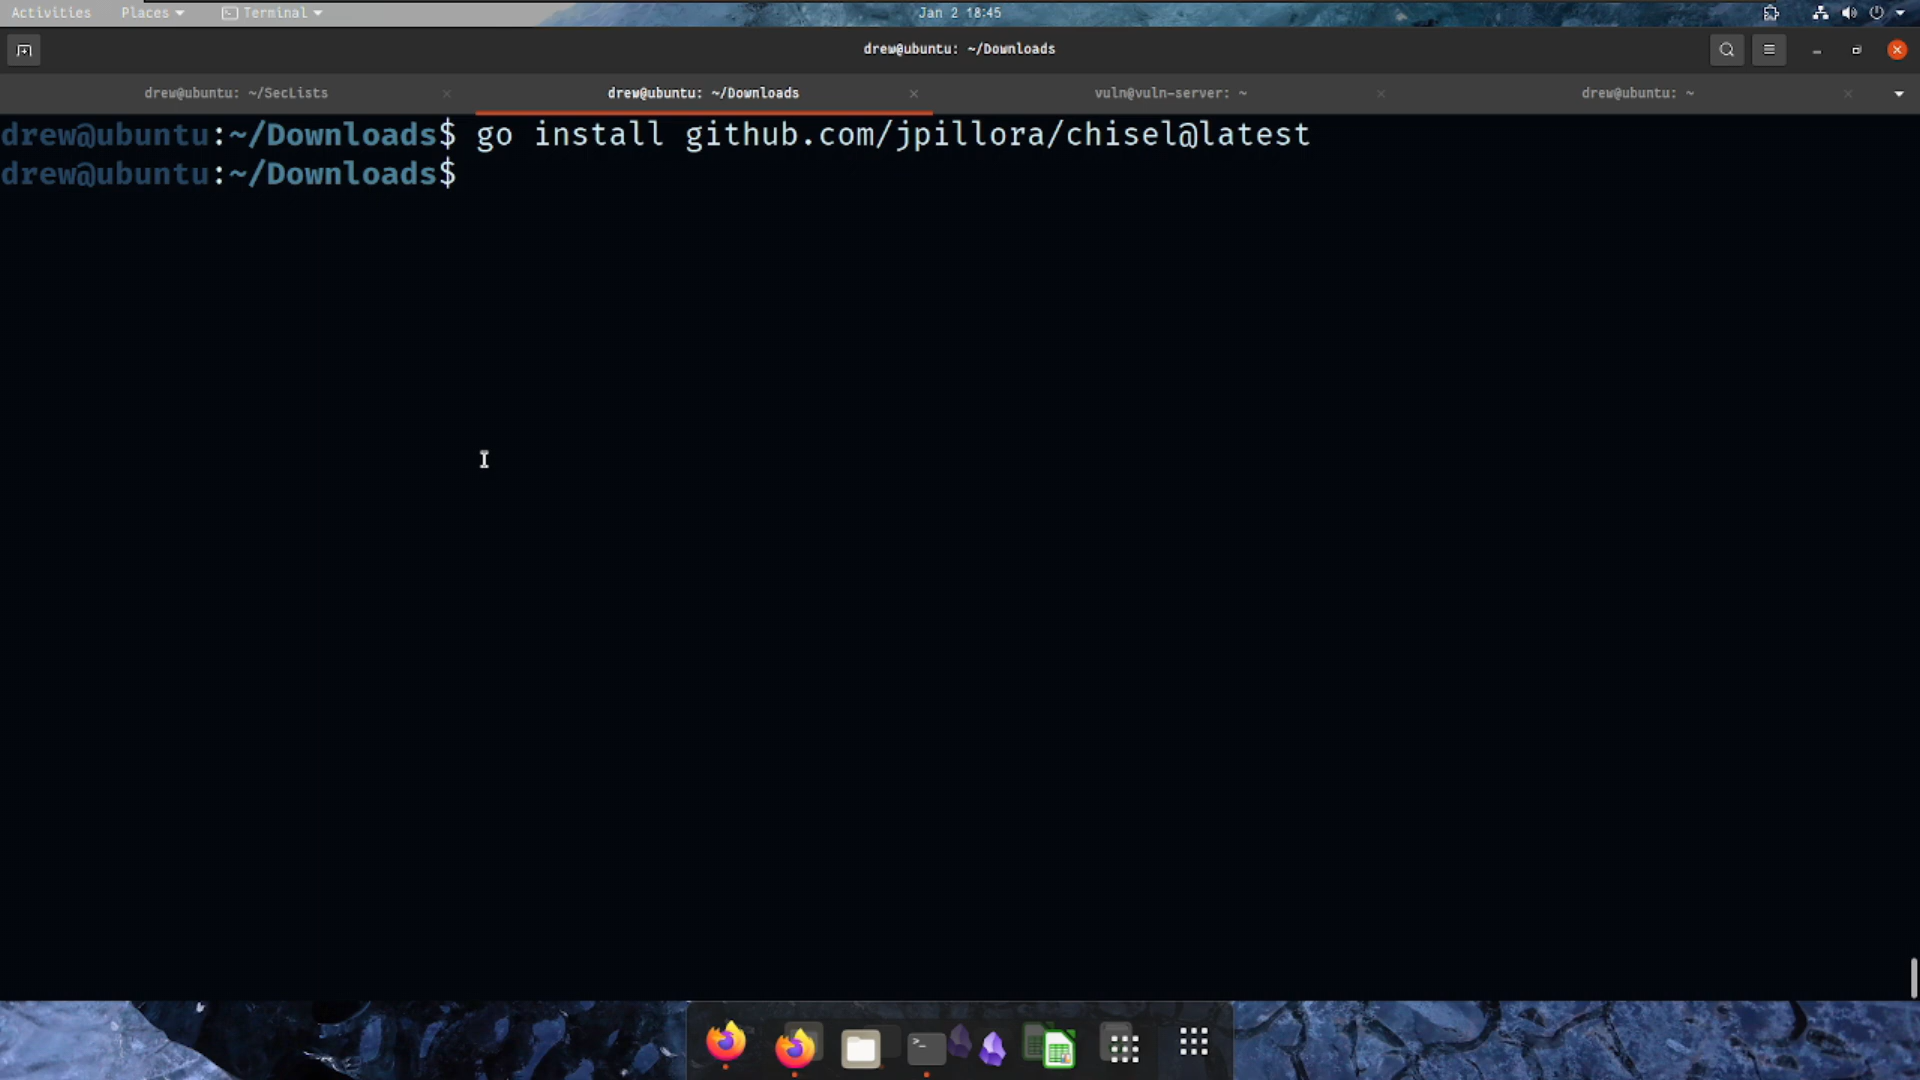 Activities Places Terminal Jan 2 18:45
drew@ubuntu: ~/Downloads
drew@ubuntu: ~/SecLists drew@ubuntu: ~/Downloads vuln@vuln-server: ~ drew@ubuntu: ~
drew@ubuntu:~/Downloads$ go install github.com/jpillora/chisel@latest
drew@ubuntu:~/Downloads$